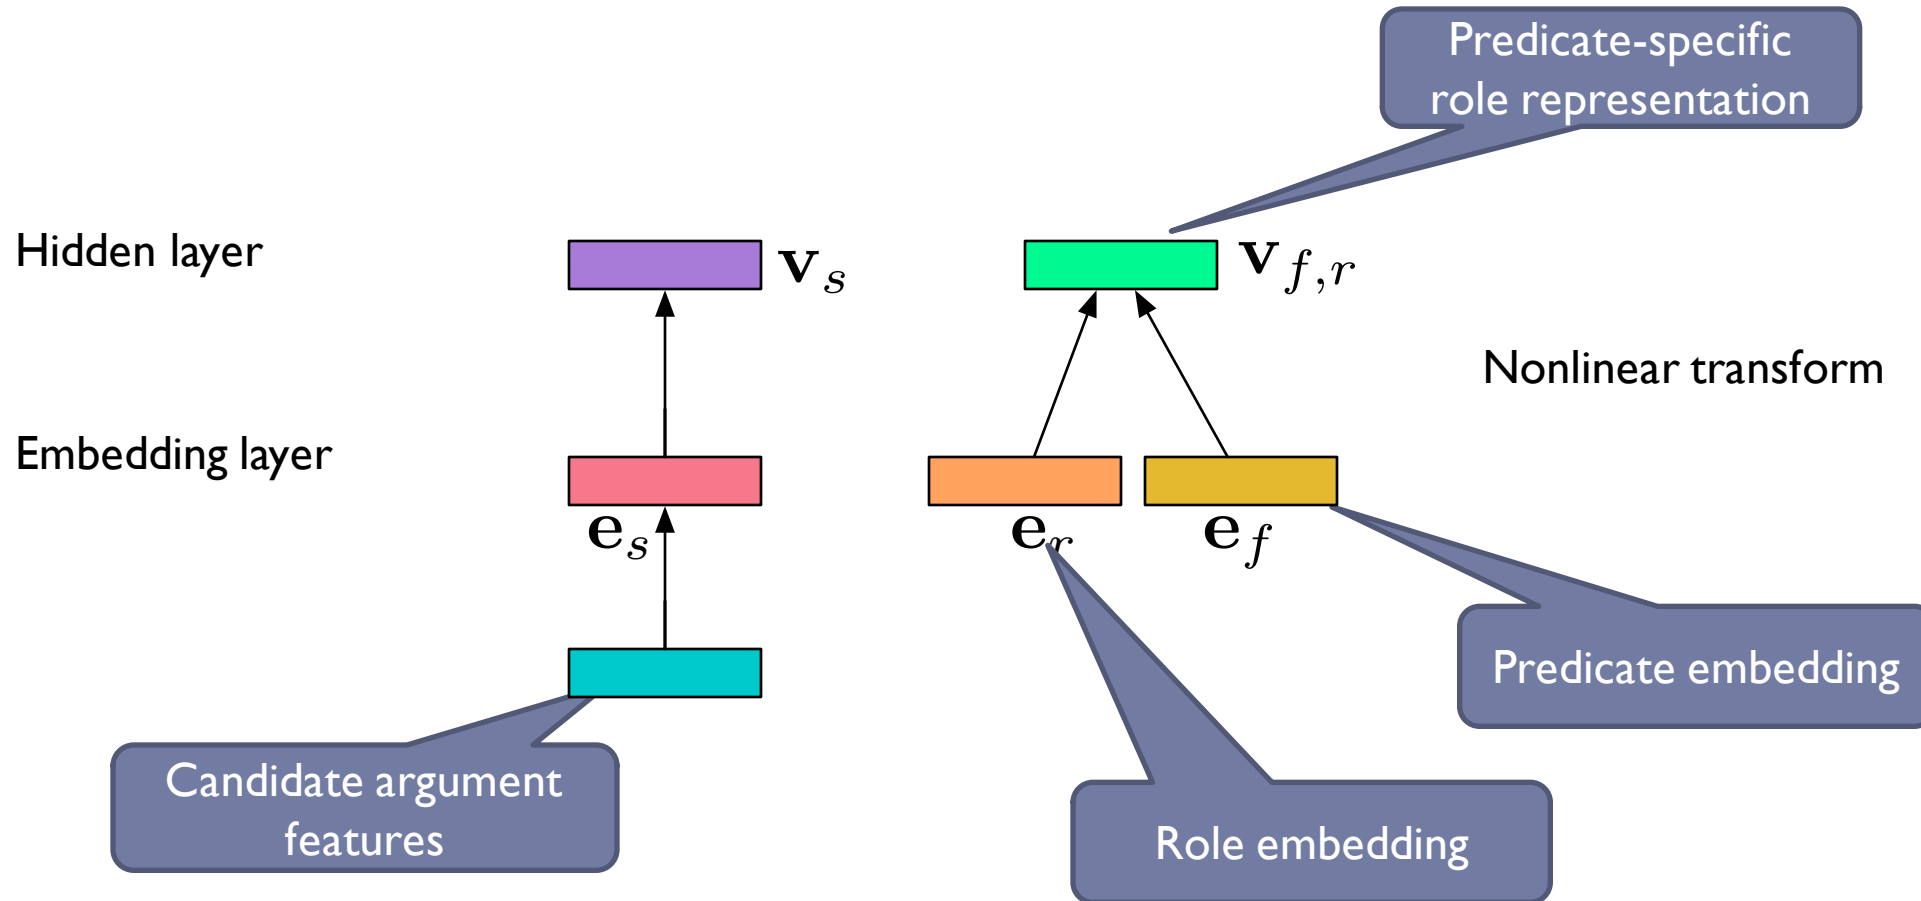 Predicate-specific
role representation
Hidden layer
v_s
v_{f,r}
Nonlinear transform
Embedding layer
e_s
e_r
e_f
Predicate embedding
Candidate argument
features
Role embedding